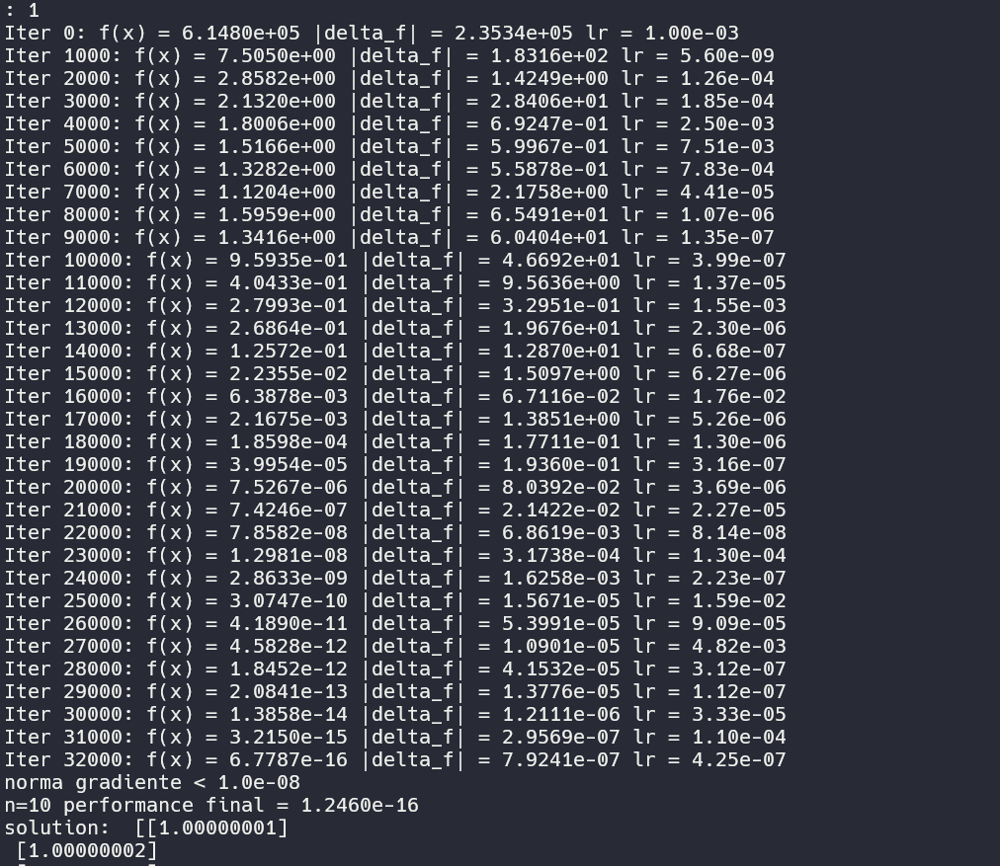 : 1
Iter 0: f(x) = 6.1480e+05 |delta_f| = 2.3534e+05 lr = 1.00e-03
Iter 1000: f(x) = 7.5050e+00 |delta_f| = 1.8316e+02 lr = 5.60e-09
Iter 2000: f(x) = 2.8582e+00 |delta_f| = 1.4249e+00 lr = 1.26e-04
Iter 3000: f(x) = 2.1320e+00 |delta_f| = 2.8406e+01 lr = 1.85e-04
Iter 4000: f(x) = 1.8006e+00 |delta_f| = 6.9247e-01 lr = 2.50e-03
Iter 5000: f(x) = 1.5166e+00 |delta_f| = 5.9967e-01 lr = 7.51e-03
Iter 6000: f(x) = 1.3282e+00 |delta_f| = 5.5878e-01 lr = 7.83e-04
Iter 7000: f(x) = 1.1204e+00 |delta_f| = 2.1758e+00 lr = 4.41e-05
Iter 8000: f(x) = 1.5959e+00 |delta_f| = 6.5491e+01 lr = 1.07e-06
Iter 9000: f(x) = 1.3416e+00 |delta_f| = 6.0404e+01 lr = 1.35e-07
Iter 10000: f(x) = 9.5935e-01 |delta_f| = 4.6692e+01 lr = 3.99e-07
Iter 11000: f(x) = 4.0433e-01 |delta_f| = 9.5636e+00 lr = 1.37e-05
Iter 12000: f(x) = 2.7993e-01 |delta_f| = 3.2951e-01 lr = 1.55e-03
Iter 13000: f(x) = 2.6864e-01 |delta_f| = 1.9676e+01 lr = 2.30e-06
Iter 14000: f(x) = 1.2572e-01 |delta_f| = 1.2870e+01 lr = 6.68e-07
Iter 15000: f(x) = 2.2355e-02 |delta_f| = 1.5097e+00 lr = 6.27e-06
Iter 16000: f(x) = 6.3878e-03 |delta_f| = 6.7116e-02 lr = 1.76e-02
Iter 17000: f(x) = 2.1675e-03 |delta_f| = 1.3851e+00 lr = 5.26e-06
Iter 18000: f(x) = 1.8598e-04 |delta_f| = 1.7711e-01 lr = 1.30e-06
Iter 19000: f(x) = 3.9954e-05 |delta_f| = 1.9360e-01 lr = 3.16e-07
Iter 20000: f(x) = 7.5267e-06 |delta_f| = 8.0392e-02 lr = 3.69e-06
Iter 21000: f(x) = 7.4246e-07 |delta_f| = 2.1422e-02 lr = 2.27e-05
Iter 22000: f(x) = 7.8582e-08 |delta_f| = 6.8619e-03 lr = 8.14e-08
Iter 23000: f(x) = 1.2981e-08 |delta_f| = 3.1738e-04 lr = 1.30e-04
Iter 24000: f(x) = 2.8633e-09 |delta_f| = 1.6258e-03 lr = 2.23e-07
Iter 25000: f(x) = 3.0747e-10 |delta_f| = 1.5671e-05 lr = 1.59e-02
Iter 26000: f(x) = 4.1890e-11 |delta_f| = 5.3991e-05 lr = 9.09e-05
Iter 27000: f(x) = 4.5828e-12 |delta_f| = 1.0901e-05 lr = 4.82e-03
Iter 28000: f(x) = 1.8452e-12 |delta_f| = 4.1532e-05 lr = 3.12e-07
Iter 29000: f(x) = 2.0841e-13 |delta_f| = 1.3776e-05 lr = 1.12e-07
Iter 30000: f(x) = 1.3858e-14 |delta_f| = 1.2111e-06 lr = 3.33e-05
Iter 31000: f(x) = 3.2150e-15 |delta_f| = 2.9569e-07 lr = 1.10e-04
Iter 32000: f(x) = 6.7787e-16 |delta_f| = 7.9241e-07 lr = 4.25e-07
norma gradiente < 1.0e-08
n=10 performance final = 1.2460e-16
solution:  [[1.00000001]
 [1.00000002]